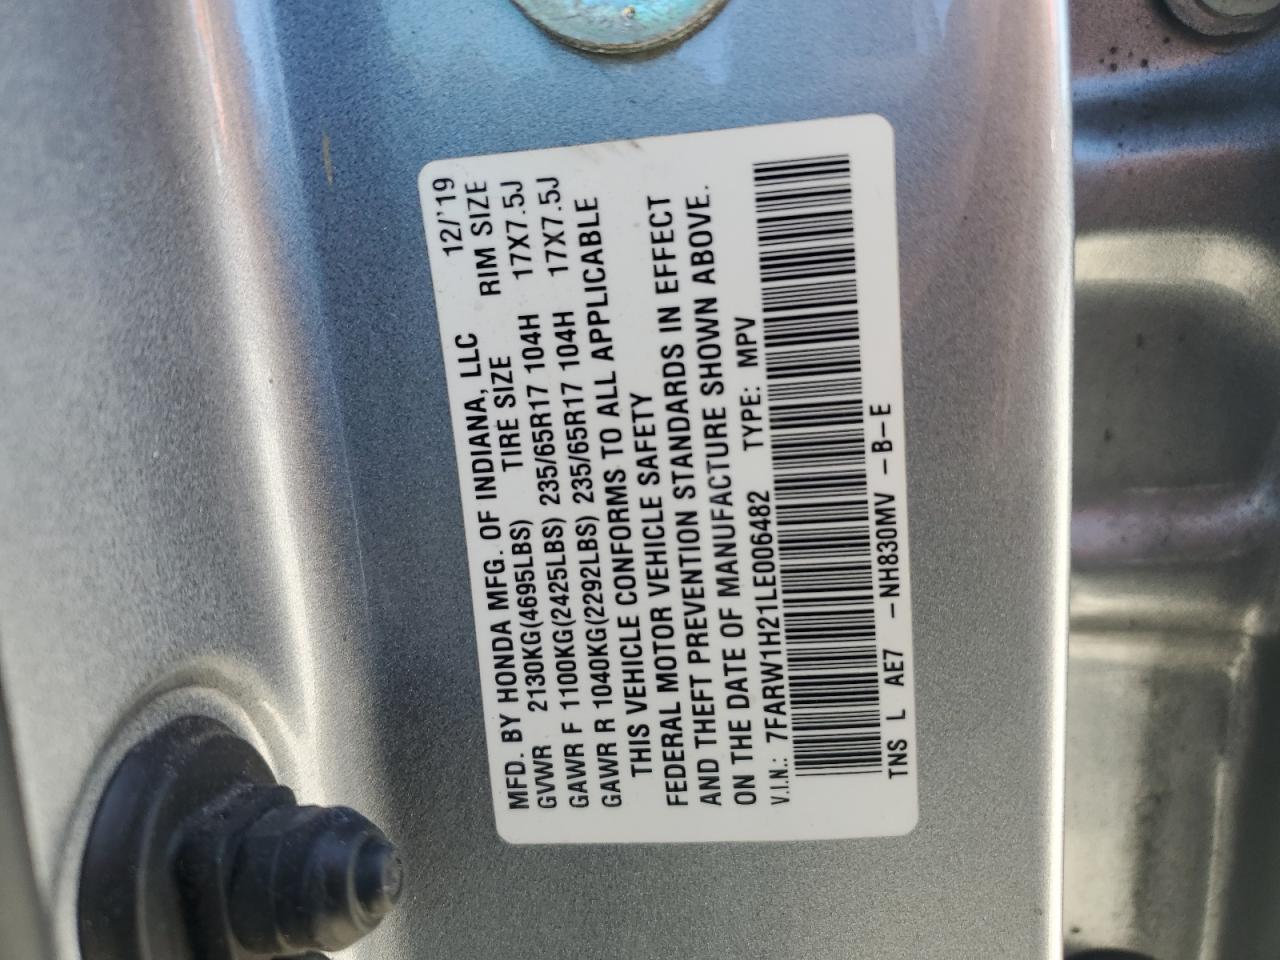 MFD. BY HONDA MFG. OF INDIANA, LLC 12/'19
GVWR 2130KG(4695LBS) TIRE SIZE RIM SIZE
GAWR F 1100KG(2425LBS) 235/65R17 104H 17X7.5J
GAWR R 1040KG(2292LBS) 235/65R17 104H 17X7.5J
THIS VEHICLE CONFORMS TO ALL APPLICABLE
FEDERAL MOTOR VEHICLE SAFETY
AND THEFT PREVENTION STANDARDS IN EFFECT
ON THE DATE OF MANUFACTURE SHOWN ABOVE.
V.I.N.: 7FARW1H21LE006482 TYPE: MPV
TNS L AE7 -NH830MV -B-E